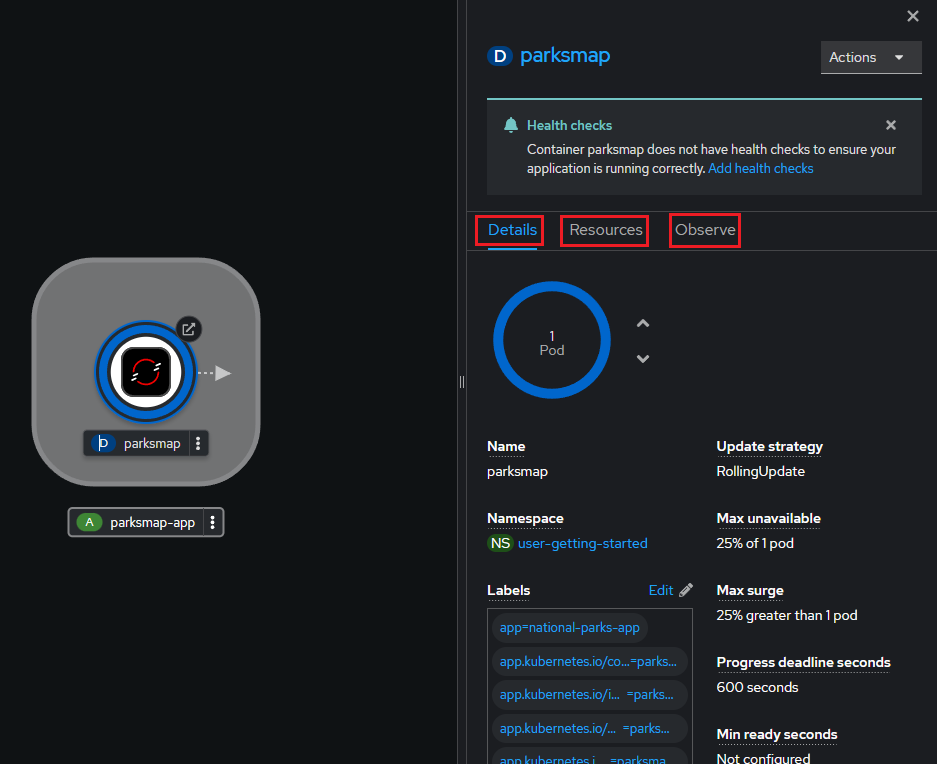 D parksmap
Actions
Health checks
Container parksmap does not have health checks to ensure your
application is running correctly. Add health checks
Details Resources Observe
1
Pod
D parksmap
A parksmap-app
Name
parksmap
Update strategy
RollingUpdate
Namespace
NS user-getting-started
Max unavailable
25% of 1 pod
Labels
Edit
app=national-parks-app
app.kubernetes.io/co...=parks...
app.kubernetes.io/i... =parks...
app.kubernetes.io/... =parks...
app.kubernetes.i... =parksma...
Max surge
25% greater than 1 pod
Progress deadline seconds
600 seconds
Min ready seconds
Not configured